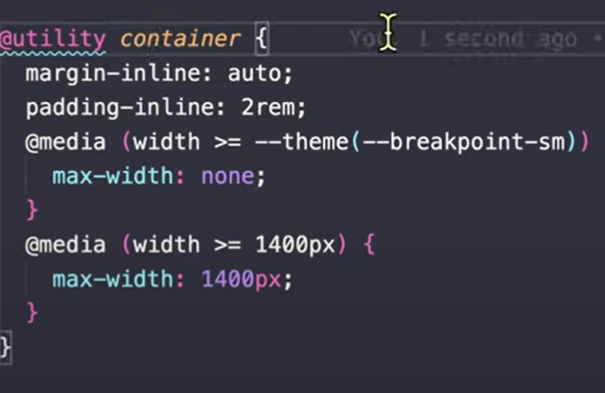 @utility container { You, 1 second ago •
margin-inline: auto;
padding-inline: 2rem;
@media (width >= --theme(--breakpoint-sm))
max-width: none;
}
@media (width >= 1400px) {
max-width: 1400px;
}
}